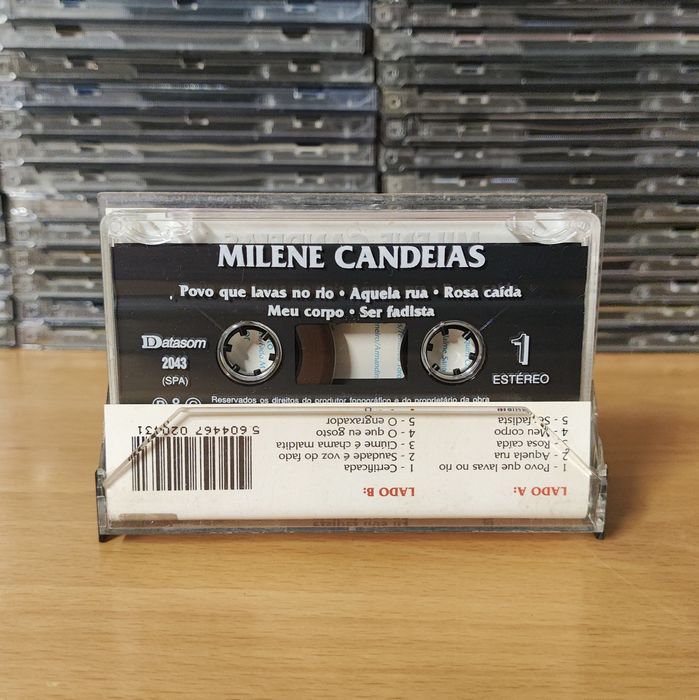 MILENE CANDEIAS
Povo que lavas no rio • Aquela rua • Rosa caída
Meu corpo • Ser fadista
Datasom
2043
(SPA)
1
ESTÉREO
Reservados os direitos do produtor fonográfico e do proprietário da obra
LADO A:
1 - Povo que lavas no rio
2 - Aquela rua
3 - Rosa caída
4 - Meu corpo
5 - Ser fadista
LADO B:
1 - Certificada
2 - Saudade é voz do fado
3 - Ciúme é chama maldita
4 - O que eu gosto
5 - O engraxador
5 604467 020431